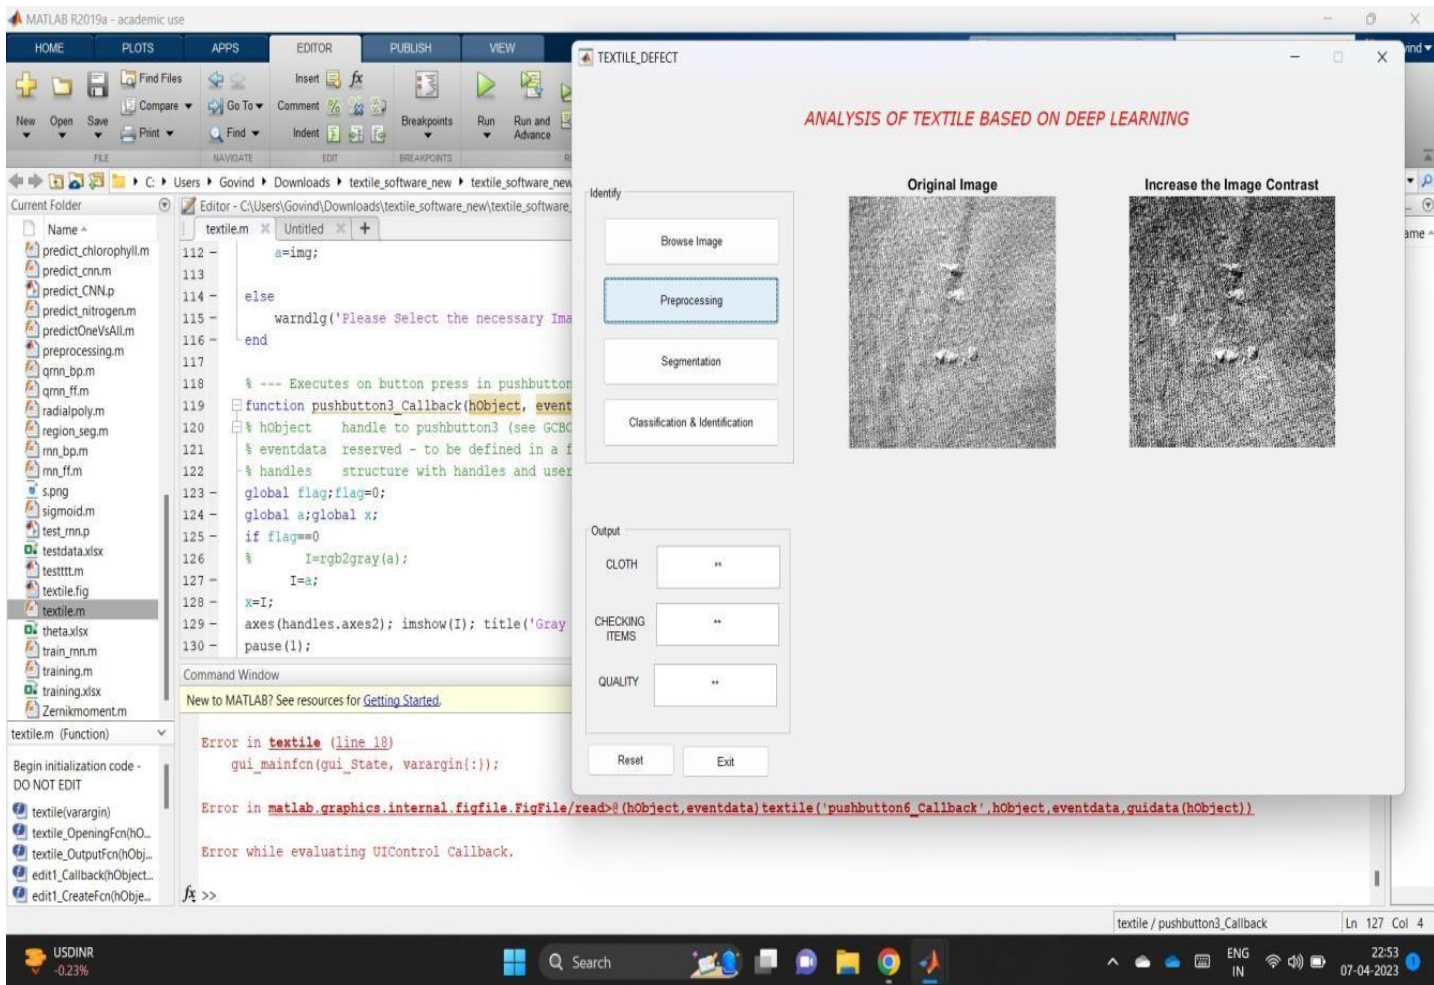 MATLAB R2019a - academic use
HOME PLOTS APPS EDITOR PUBLISH VIEW
New Open Save
Find Files
Compare
Print
Go To
Find
Insert fx
Comment
Indent
Breakpoints
Run
Run and Advance
FILE NAVIGATE EDIT BREAKPOINTS
C: Users Govind Downloads textile_software_new textile_software_new
Current Folder
Name
predict_chlorophyll.m
predict_cnn.m
predict_CNN.p
predict_nitrogen.m
predictOneVsAll.m
preprocessing.m
qrnn_bp.m
qrnn_ff.m
radialpoly.m
region_seg.m
rnn_bp.m
rnn_ff.m
s.png
sigmoid.m
test_rnn.p
testdata.xlsx
testttt.m
textile.fig
textile.m
theta.xlsx
train_rnn.m
training.m
training.xlsx
Zernikmoment.m
textile.m (Function)
Begin initialization code -
DO NOT EDIT
textile(varargin)
textile_OpeningFcn(hO...
textile_OutputFcn(hObj...
edit1_Callback(hObject...
edit1_CreateFcn(hObje...
Editor - C:\Users\Govind\Downloads\textile_software_new\textile_software_
textile.m Untitled +
112 - a=img;
113
114 - else
115 - warndlg('Please Select the necessary Ima
116 - end
117
118 % --- Executes on button press in pushbutton
119 function pushbutton3_Callback(hObject, event
120 % hObject handle to pushbutton3 (see GCBO
121 % eventdata reserved - to be defined in a f
122 % handles structure with handles and user
123 - global flag;flag=0;
124 - global a;global x;
125 - if flag==0
126 % I=rgb2gray(a);
127 - I=a;
128 - x=I;
129 - axes(handles.axes2); imshow(I); title('Gray
130 - pause(1);
Command Window
New to MATLAB? See resources for Getting Started.
Error in textile (line 18)
gui_mainfcn(gui_State, varargin{:});
Error in matlab.graphics.internal.figfile.FigFile/read>@(hObject,eventdata)textile('pushbutton6_Callback',hObject,eventdata,guidata(hObject))
Error while evaluating UIControl Callback.
fx >>
TEXTILE_DEFECT
ANALYSIS OF TEXTILE BASED ON DEEP LEARNING
Identify
Browse Image
Preprocessing
Segmentation
Classification & Identification
Original Image
Increase the Image Contrast
Output
CLOTH **
CHECKING
ITEMS **
QUALITY **
Reset Exit
textile / pushbutton3_Callback Ln 127 Col 4
USDINR
-0.23%
Search
ENG
IN
22:53
07-04-2023
1